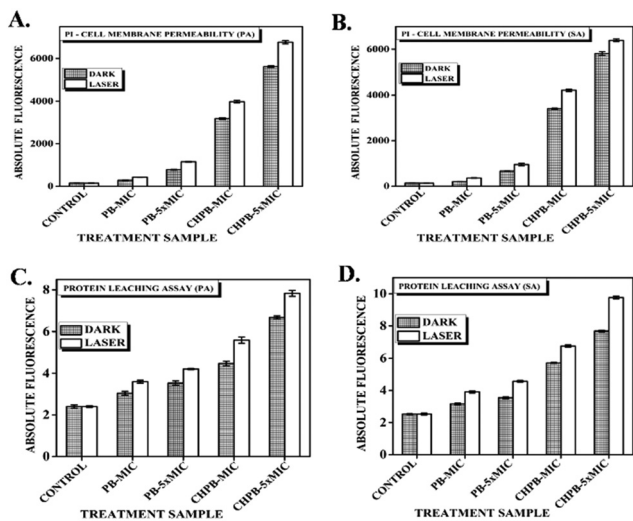 A.
PI - CELL MEMBRANE PERMEABILITY (PA)
DARK
LASER
ABSOLUTE FLUORESCENCE
6000
4000
2000
0
CONTROL
PB-MIC
PB-5xMIC
CHPB-MIC
CHPB-5xMIC
TREATMENT SAMPLE
B.
PI - CELL MEMBRANE PERMEABILITY (SA)
DARK
LASER
ABSOLUTE FLUORESCENCE
6000
4000
2000
0
CONTROL
PB-MIC
PB-5xMIC
CHPB-MIC
CHPB-5xMIC
TREATMENT SAMPLE
C.
PROTEIN LEACHING ASSAY (PA)
DARK
LASER
ABSOLUTE FLUORESCENCE
8
6
4
2
0
CONTROL
PB-MIC
PB-5xMIC
CHPB-MIC
CHPB-5xMIC
TREATMENT SAMPLE
D.
PROTEIN LEACHING ASSAY (SA)
DARK
LASER
ABSOLUTE FLUORESCENCE
10
8
6
4
2
0
CONTROL
PB-MIC
PB-5xMIC
CHPB-MIC
CHPB-5xMIC
TREATMENT SAMPLE